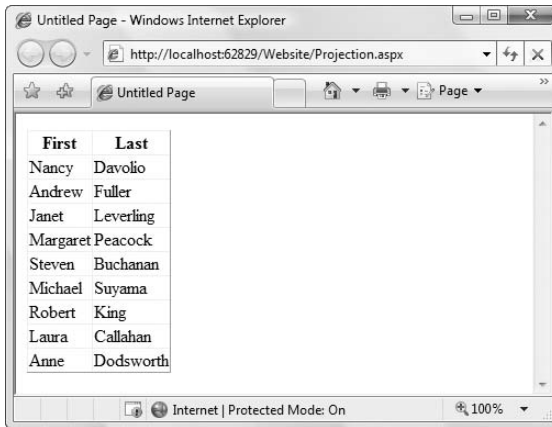 Untitled Page - Windows Internet Explorer
http://localhost:62829/Website/Projection.aspx
Untitled Page
Page
First Last
Nancy Davolio
Andrew Fuller
Janet Leverling
Margaret Peacock
Steven Buchanan
Michael Suyama
Robert King
Laura Callahan
Anne Dodsworth
Internet | Protected Mode: On
100%